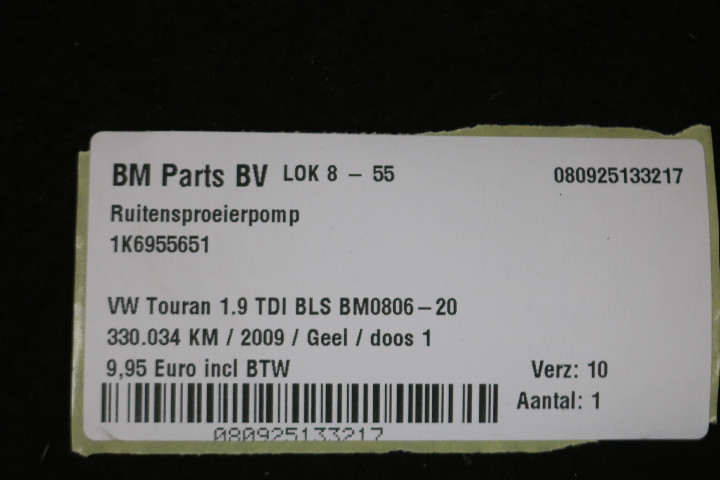 BM Parts BV LOK 8 – 55 080925133217
Ruitensproeierpomp
1K6955651
VW Touran 1.9 TDI BLS BM0806–20
330.034 KM / 2009 / Geel / doos 1
9,95 Euro incl BTW Verz: 10
Aantal: 1
080925133217